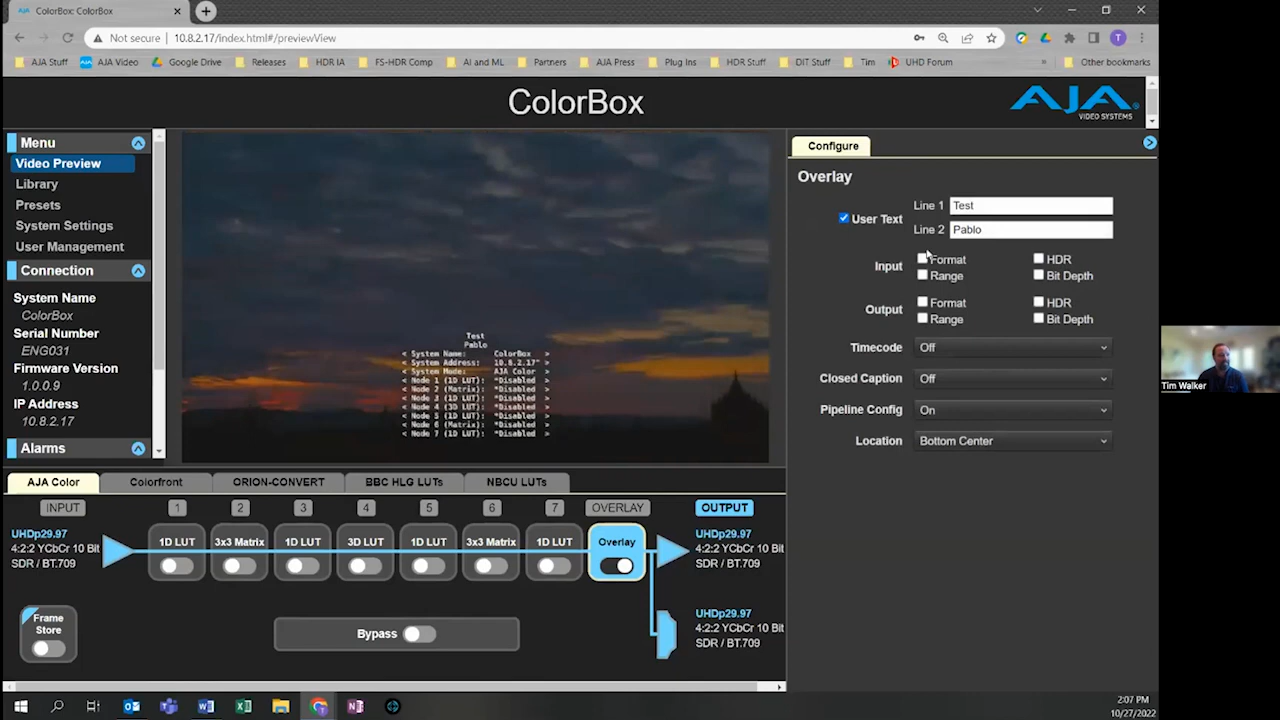 ColorBox: ColorBox
Not secure | 10.8.2.17/index.html#/previewView
T
AJA Stuff AJA Video Google Drive Releases HDR IA FS-HDR Comp AI and ML Partners AJA Press Plug Ins HDR Stuff DIT Stuff Tim UHD Forum » Other bookmarks
ColorBox
AJA
VIDEO SYSTEMS
Menu
Video Preview
Library
Presets
System Settings
User Management
Connection
System Name
ColorBox
Serial Number
ENG031
Firmware Version
1.0.0.9
IP Address
10.8.2.17
Alarms
Test
Pablo
< System Name: ColorBox >
< System Address: 10.8.2.17" >
< System Mode: AJA Color >
< Node 1 (1D LUT): *Disabled >
< Node 2 (Matrix): *Disabled >
< Node 3 (1D LUT): *Disabled >
< Node 4 (3D LUT): *Disabled >
< Node 5 (1D LUT): *Disabled >
< Node 6 (Matrix): *Disabled >
< Node 7 (1D LUT): *Disabled >
Configure
Overlay
User Text
Line 1 Test
Line 2 Pablo
Input
Format HDR
Range Bit Depth
Output
Format HDR
Range Bit Depth
Timecode Off
Closed Caption Off
Pipeline Config On
Location Bottom Center
Tim Walker
AJA Color Colorfront ORION-CONVERT BBC HLG LUTs NBCU LUTs
INPUT 1 2 3 4 5 6 7 OVERLAY OUTPUT
UHDp29.97
4:2:2 YCbCr 10 Bit
SDR / BT.709
1D LUT 3x3 Matrix 1D LUT 3D LUT 1D LUT 3x3 Matrix 1D LUT Overlay
UHDp29.97
4:2:2 YCbCr 10 Bit
SDR / BT.709
Frame
Store
Bypass
UHDp29.97
4:2:2 YCbCr 10 Bit
SDR / BT.709
2:07 PM
10/27/2022